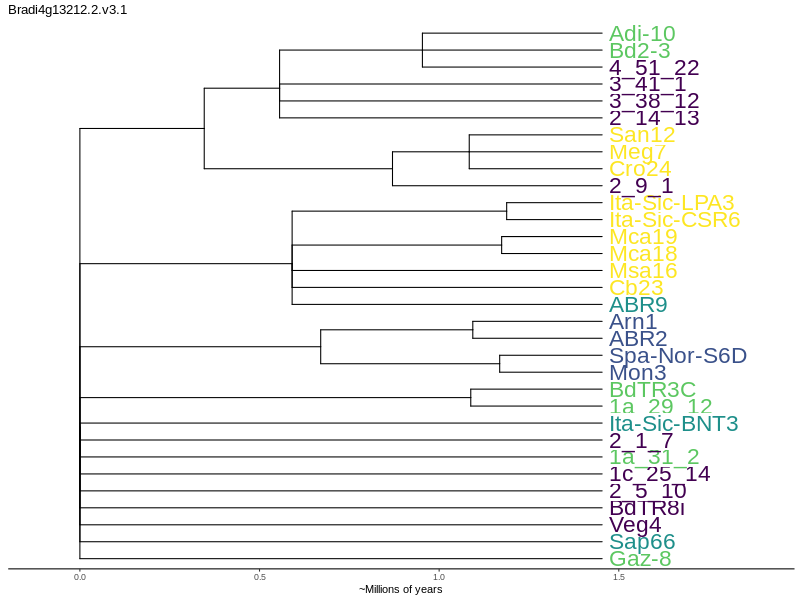 Bradi4g13212.2.v3.1
Adi-10
Bd2-3
4_51_22
3_41_1
3_38_12
2_14_13
San12
Meg7
Cro24
2_9_1
Ita-Sic-LPA3
Ita-Sic-CSR6
Mca19
Mca18
Msa16
Cb23
ABR9
Arn1
ABR2
Spa-Nor-S6D
Mon3
BdTR3C
1a_29_12
Ita-Sic-BNT3
2_1_7
1a_31_2
1c_25_14
2_5_10
BdTR8i
Veg4
Sap66
Gaz-8
0.0 0.5 1.0 1.5
~Millions of years